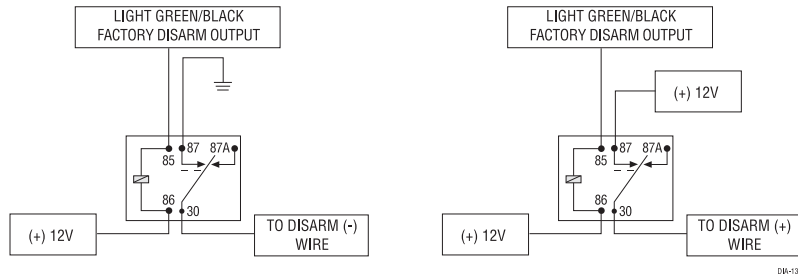 LIGHT GREEN/BLACK
FACTORY DISARM OUTPUT
85
87
87A
86
30
(+) 12V
TO DISARM (-)
WIRE
LIGHT GREEN/BLACK
FACTORY DISARM OUTPUT
(+) 12V
85
87
87A
86
30
(+) 12V
TO DISARM (+)
WIRE
DIA-13